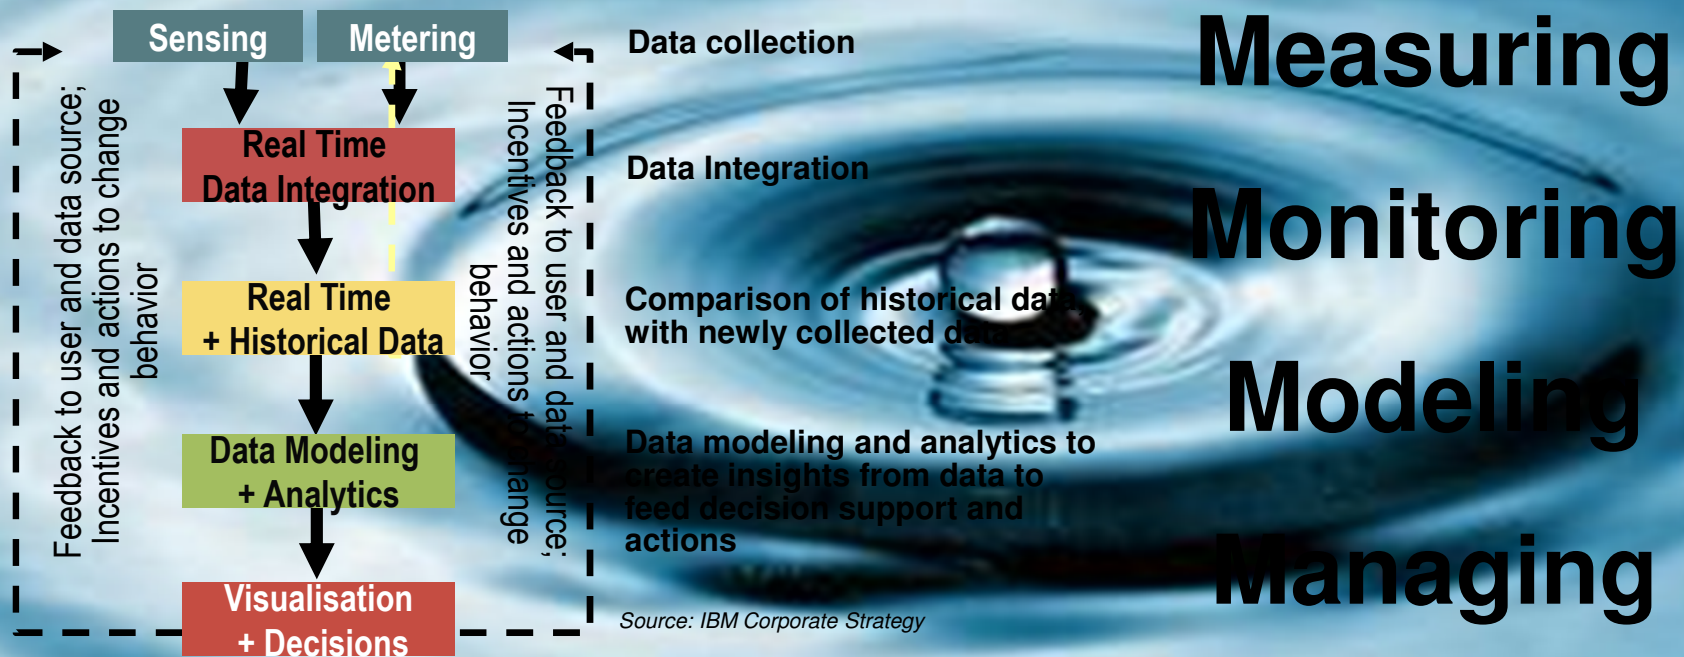 Sensing
Metering
Data collection
Measuring
Feedback to user and data source;
Incentives and actions to change
behavior
Real Time
Data Integration
Feedback to user and data source;
Incentives and actions to change
behavior
Data Integration
Monitoring
Real Time
+ Historical Data
Comparison of historical data,
with newly collected data
Modeling
Data Modeling
+ Analytics
Data modeling and analytics to
create insights from data to
feed decision support and
actions
Managing
Visualisation
+ Decisions
Source: IBM Corporate Strategy